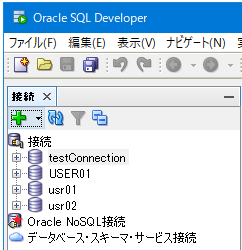 Oracle SQL Developer
ファイル(F) 編集(E) 表示(V) ナビゲート(N)
接続
接続
testConnection
USER01
usr01
usr02
Oracle NoSQL接続
データベース・スキーマ・サービス接続